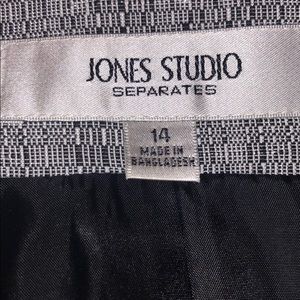 JONES STUDIO
SEPARATES
14
MADE IN
BANGLADESH